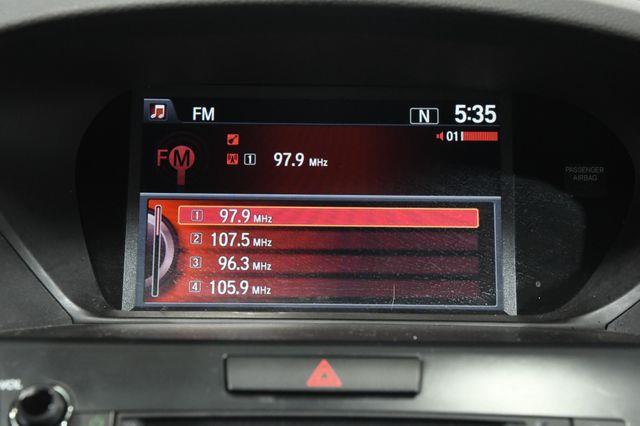 FM N 5:35
01
FM 1 97.9 MHz
PASSENGER
AIRBAG
1 97.9 MHz
2 107.5 MHz
3 96.3 MHz
4 105.9 MHz
VOL